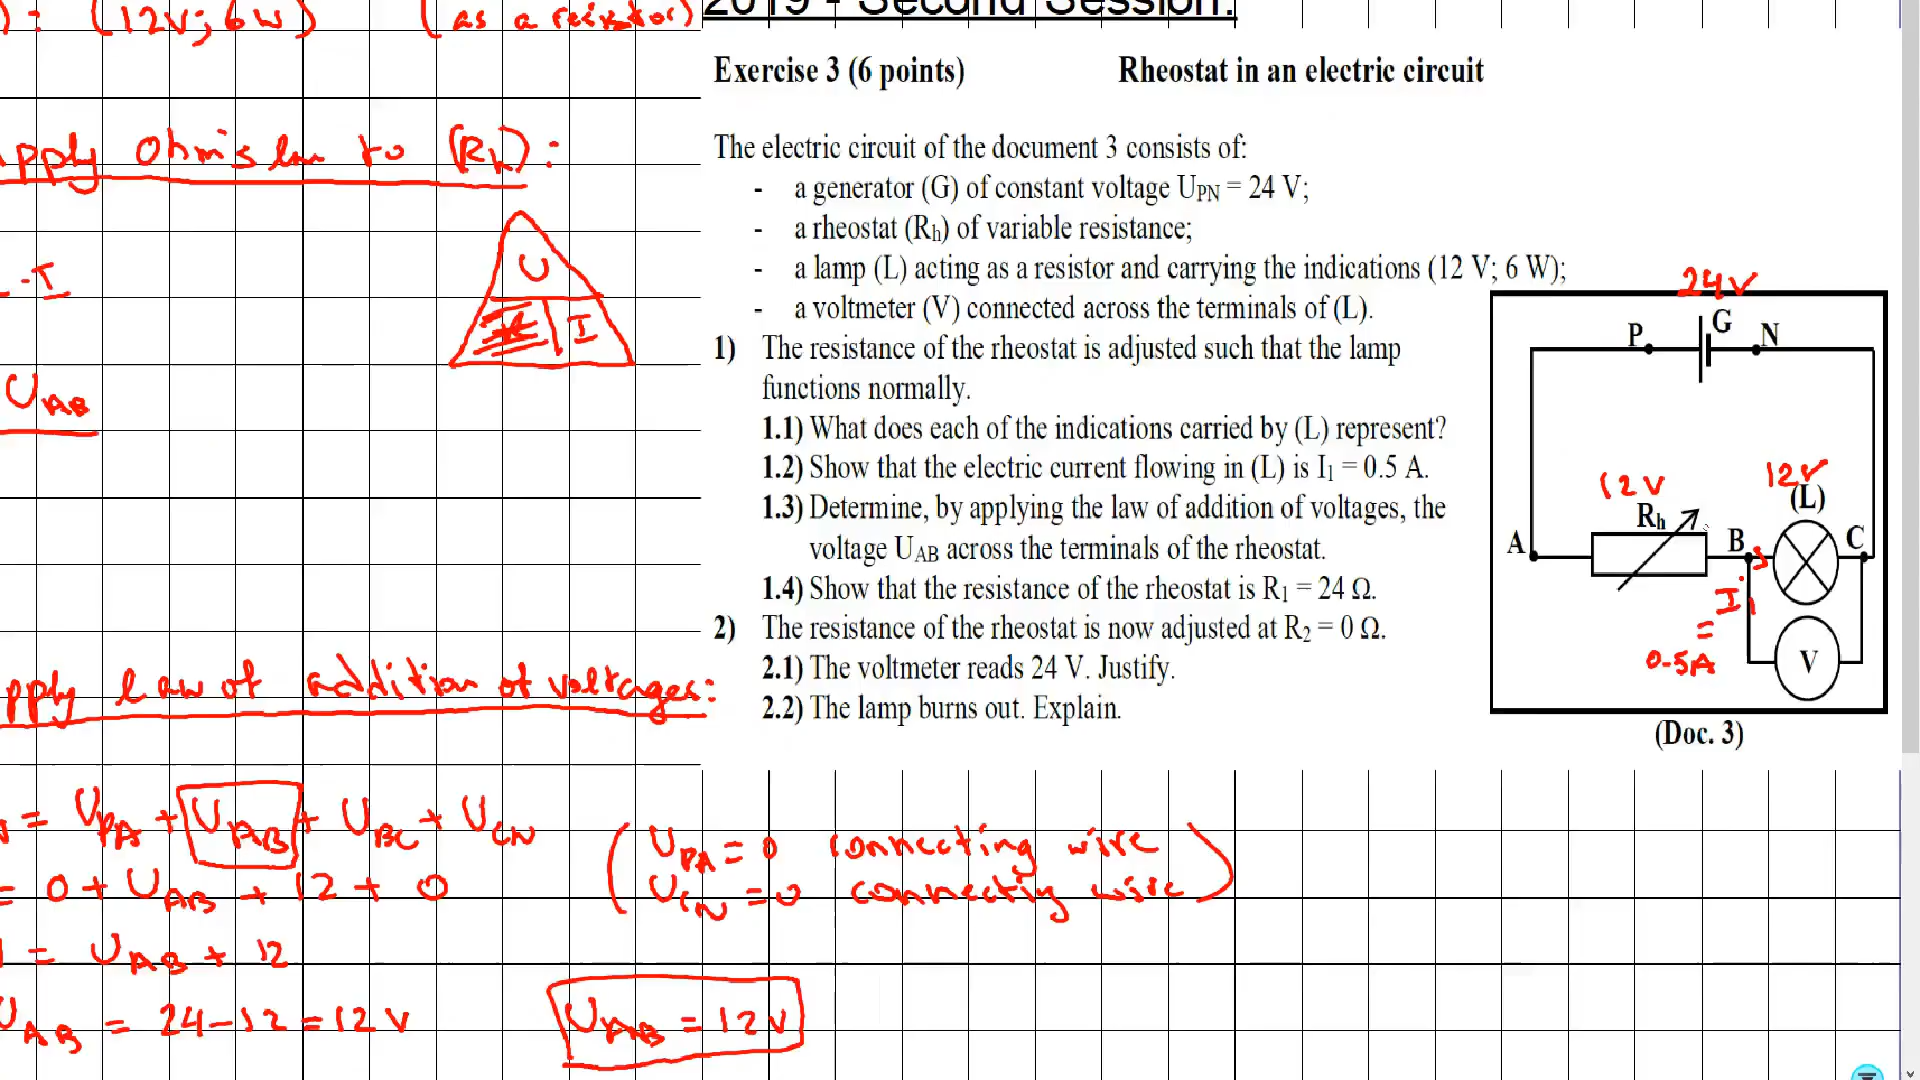 ) : (12V; 6W) (as a resistor)
pply Ohm's law to (Rh) :
U
I
-I
UAB
pply law of addition of voltages:
= UPA + UAB + UBC + UCN
= 0 + UAB + 12 + 0
= UAB + 12
UAB = 24 - 12 = 12V
UAB = 12V
(UPA = 0 connecting wire
UCN = 0 connecting wire)
2019 - Second Session:
Exercise 3 (6 points) Rheostat in an electric circuit
The electric circuit of the document 3 consists of:
- a generator (G) of constant voltage UPN = 24 V;
- a rheostat (Rh) of variable resistance;
- a lamp (L) acting as a resistor and carrying the indications (12 V; 6 W);
- a voltmeter (V) connected across the terminals of (L).
1) The resistance of the rheostat is adjusted such that the lamp
functions normally.
1.1) What does each of the indications carried by (L) represent?
1.2) Show that the electric current flowing in (L) is I1 = 0.5 A.
1.3) Determine, by applying the law of addition of voltages, the
voltage UAB across the terminals of the rheostat.
1.4) Show that the resistance of the rheostat is R1 = 24 Ω.
2) The resistance of the rheostat is now adjusted at R2 = 0 Ω.
2.1) The voltmeter reads 24 V. Justify.
2.2) The lamp burns out. Explain.
24V
P G N
12V 12V
Rh (L)
A B C
I1
=
0.5A
V
(Doc. 3)